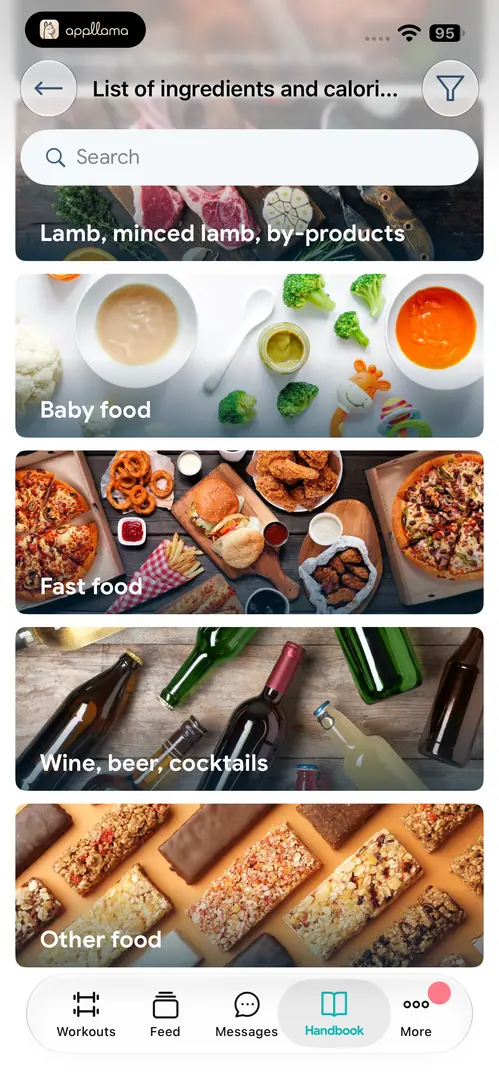 appllama
95
List of ingredients and calori...
Search
Lamb, minced lamb, by-products
Baby food
Fast food
Wine, beer, cocktails
Other food
Workouts
Feed
Messages
Handbook
More